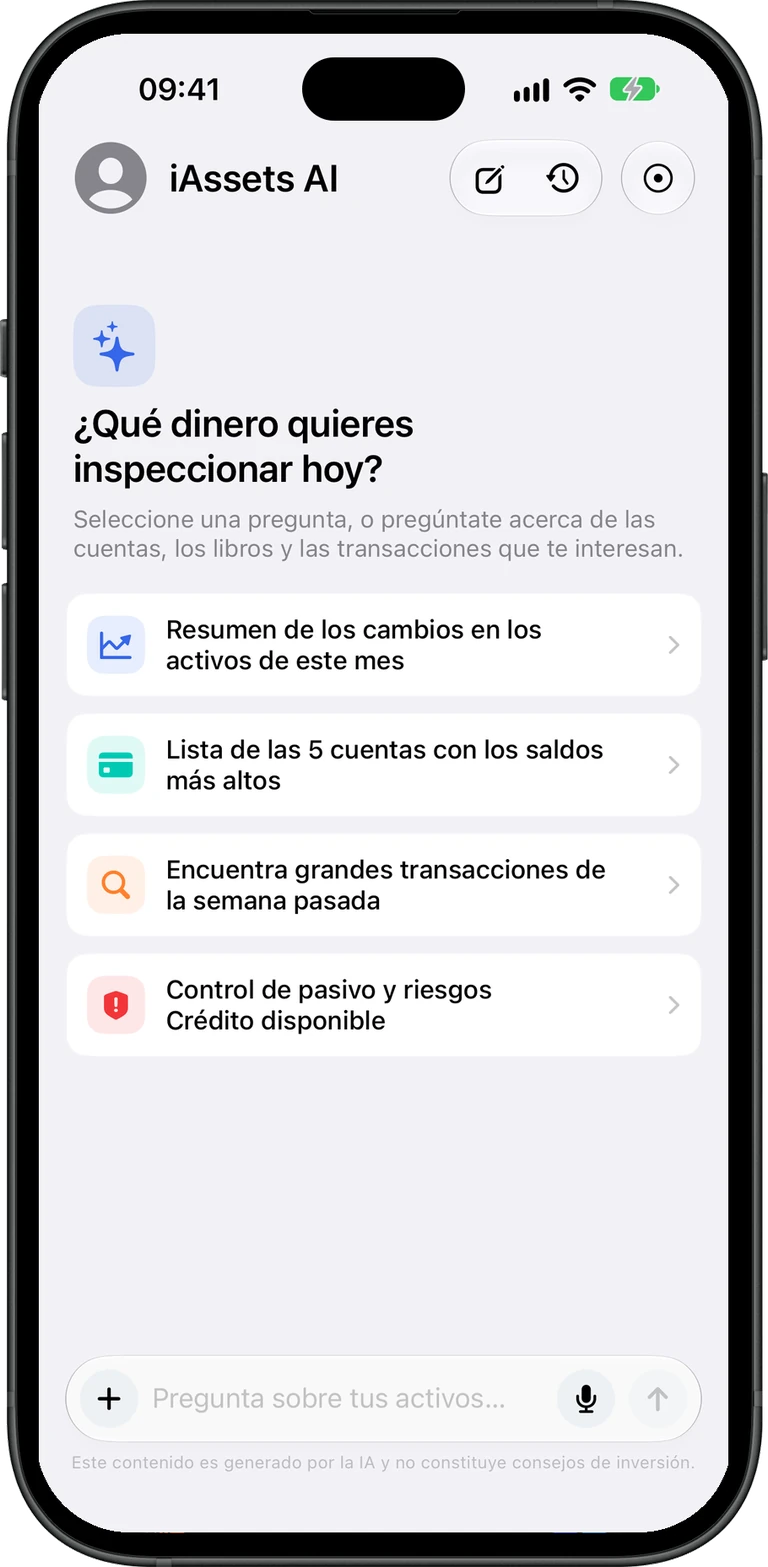 09:41
iAssets AI
¿Qué dinero quieres
inspeccionar hoy?
Seleccione una pregunta, o pregúntate acerca de las
cuentas, los libros y las transacciones que te interesan.
Resumen de los cambios en los
activos de este mes
Lista de las 5 cuentas con los saldos
más altos
Encuentra grandes transacciones de
la semana pasada
Control de pasivo y riesgos
Crédito disponible
Pregunta sobre tus activos...
Este contenido es generado por la IA y no constituye consejos de inversión.